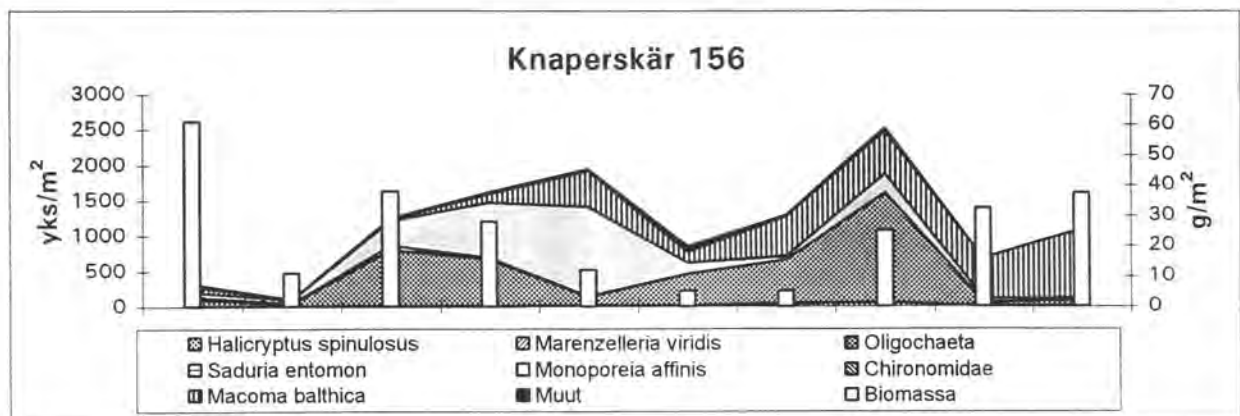 Knaperskär 156
3000
2500
2000
1500
1000
500
0
yks/m²
70
60
50
40
30
20
10
0
g/m²
Halicryptus spinulosus Marenzelleria viridis Oligochaeta
Saduria entomon Monoporeia affinis Chironomidae
Macoma balthica Muut Biomassa